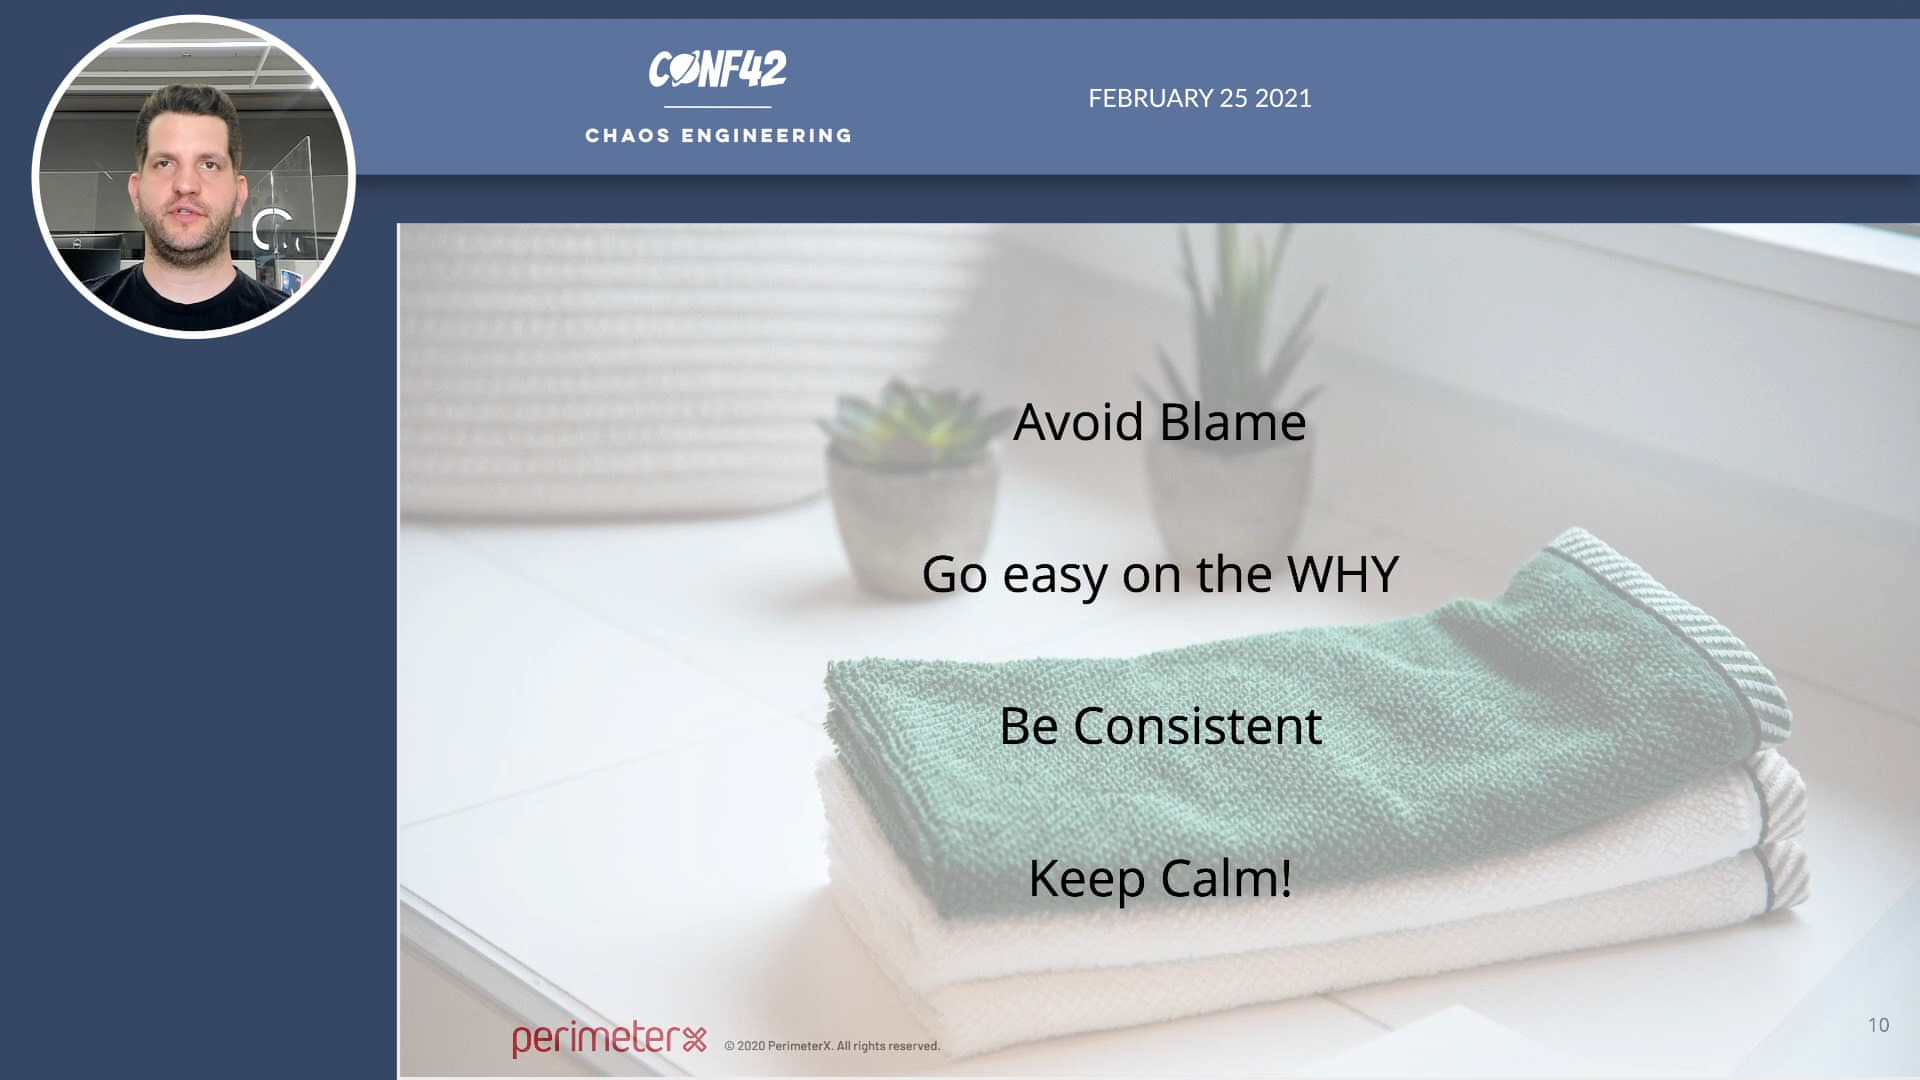 CONF42
CHAOS ENGINEERING
FEBRUARY 25 2021
Avoid Blame
Go easy on the WHY
Be Consistent
Keep Calm!
perimeterx
© 2020 PerimeterX. All rights reserved.
10